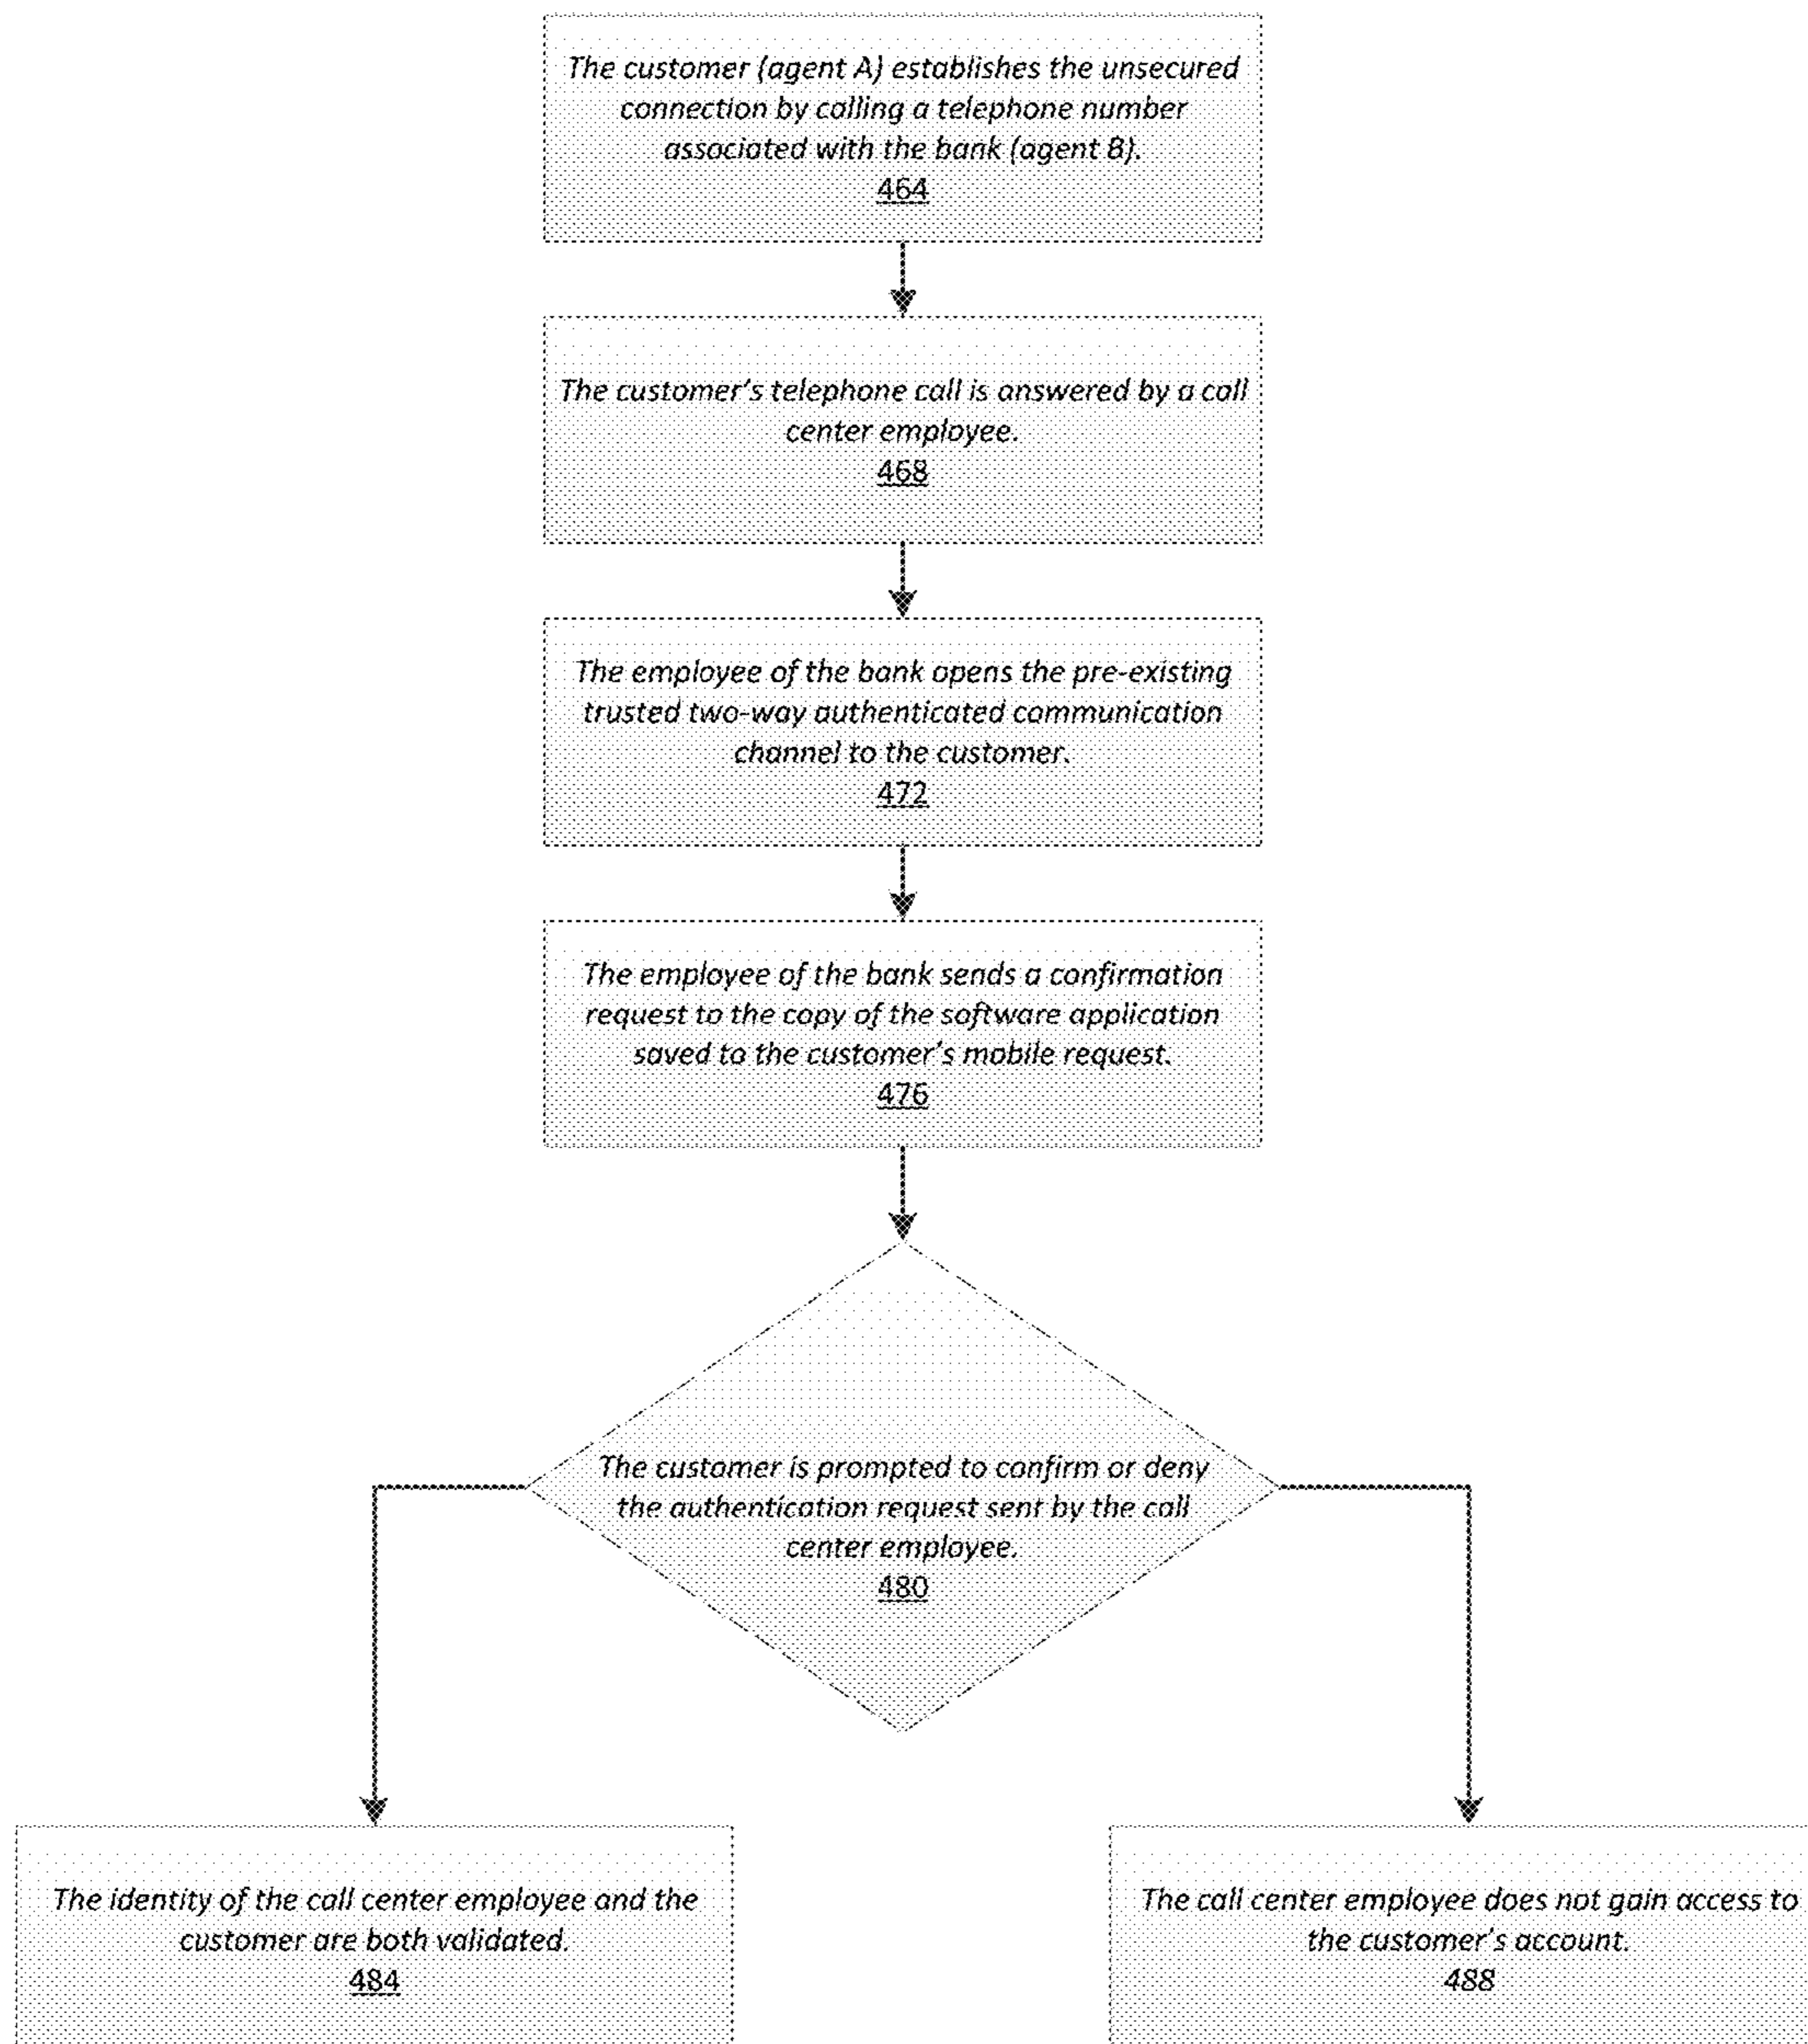 The customer (agent A) establishes the unsecured
connection by calling a telephone number
associated with the bank (agent B).
464
The customer's telephone call is answered by a call
center employee.
468
The employee of the bank opens the pre-existing
trusted two-way authenticated communication
channel to the customer.
472
The employee of the bank sends a confirmation
request to the copy of the software application
saved to the customer's mobile request.
476
The customer is prompted to confirm or deny
the authentication request sent by the call
center employee.
480
The identity of the call center employee and the
customer are both validated.
484
The call center employee does not gain access to
the customer's account.
488